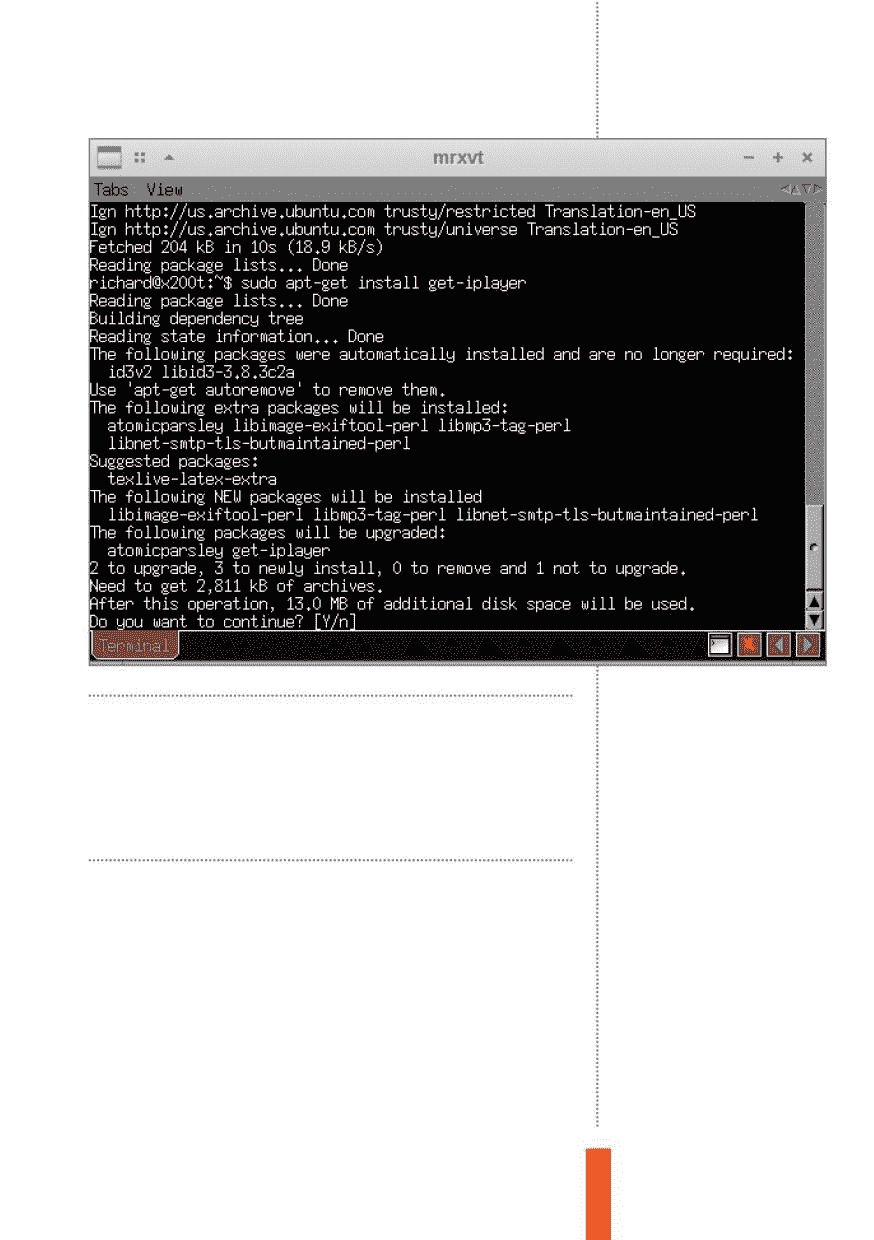 mrxvt
Tabs View
Ign http://us.archive.ubuntu.com trusty/restricted Translation-en_US
Ign http://us.archive.ubuntu.com trusty/universe Translation-en_US
Fetched 204 kB in 10s (18.9 kB/s)
Reading package lists... Done
richard@x200t:~$ sudo apt-get install get-iplayer
Reading package lists... Done
Building dependency tree
Reading state information... Done
The following packages were automatically installed and are no longer required:
  id3v2 libid3-3.8.3c2a
Use 'apt-get autoremove' to remove them.
The following extra packages will be installed:
  atomicparsley libimage-exiftool-perl libmp3-tag-perl
  libnet-smtp-tls-butmaintained-perl
Suggested packages:
  texlive-latex-extra
The following NEW packages will be installed
  libimage-exiftool-perl libmp3-tag-perl libnet-smtp-tls-butmaintained-perl
The following packages will be upgraded:
  atomicparsley get-iplayer
2 to upgrade, 3 to newly install, 0 to remove and 1 not to upgrade.
Need to get 2,811 kB of archives.
After this operation, 13.0 MB of additional disk space will be used.
Do you want to continue? [Y/n]
Terminal